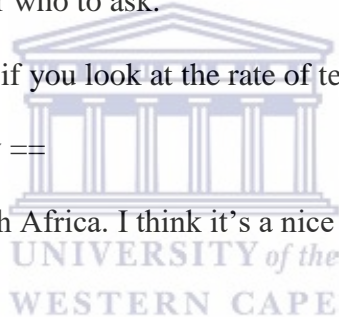 who to ask.
if you look at the rate of
==
Africa. I think it's a nice
UNIVERSITY of the
WESTERN CAPE